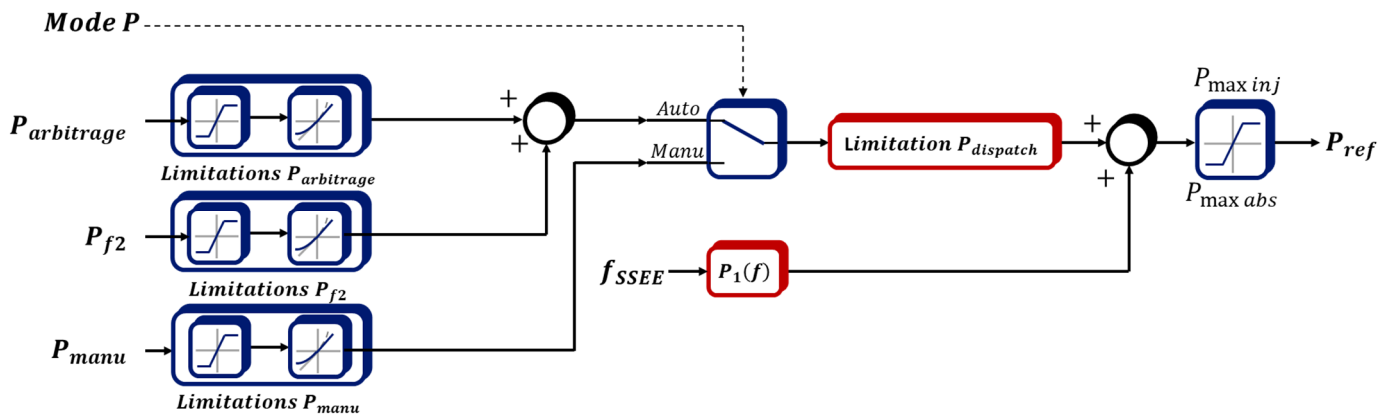 Mode P
P_arbitrage
Limitations P_arbitrage
+
+
Auto
Manu
Limitation P_dispatch
+
+
P_max inj
P_max abs
P_ref
P_f2
Limitations P_f2
f_SSEE
P_1(f)
P_manu
Limitations P_manu